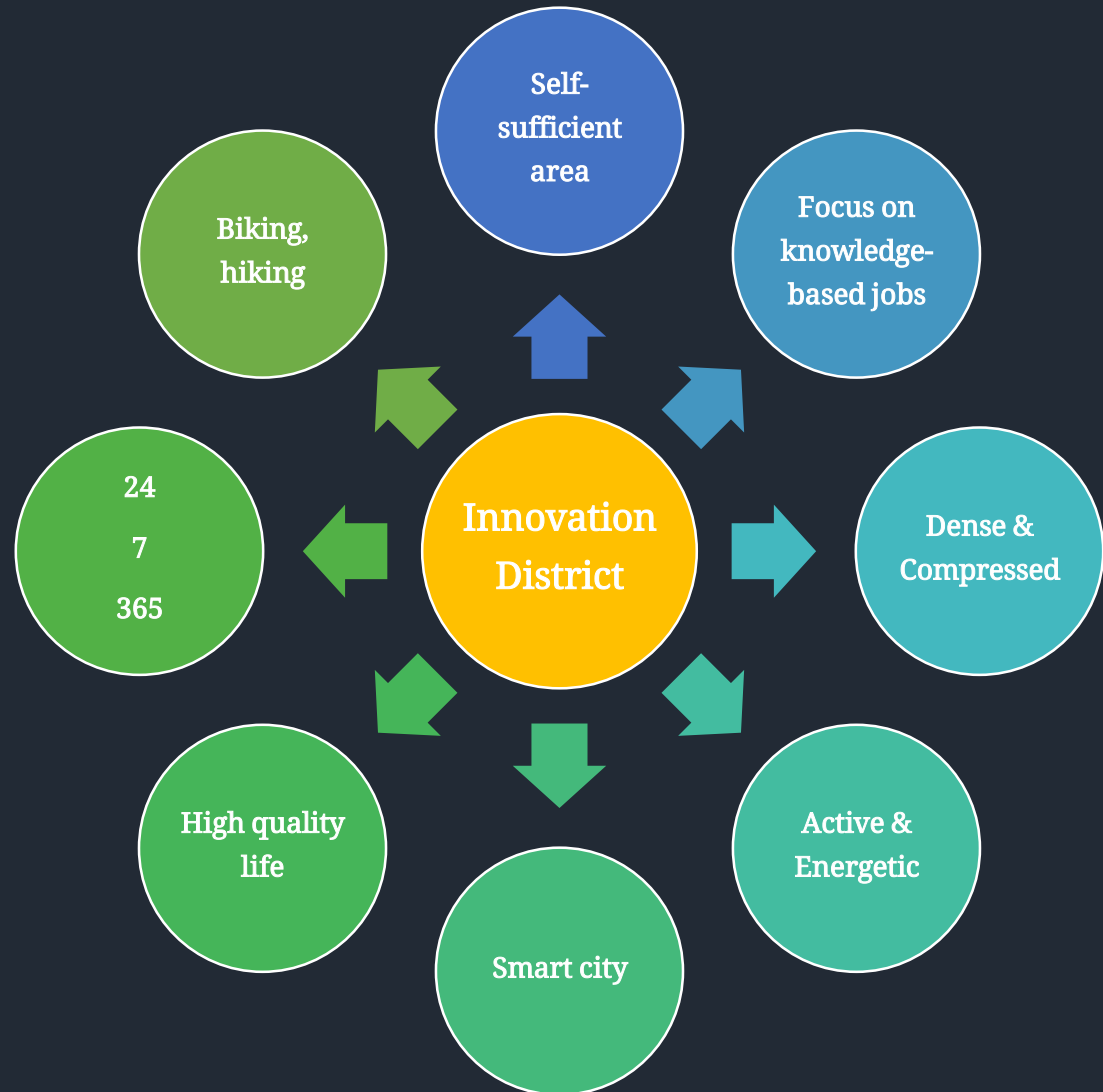 Self-
sufficient
area
Focus on
knowledge-
based jobs
Dense &
Compressed
Active &
Energetic
Smart city
High quality
life
24
7
365
Biking,
hiking
Innovation
District